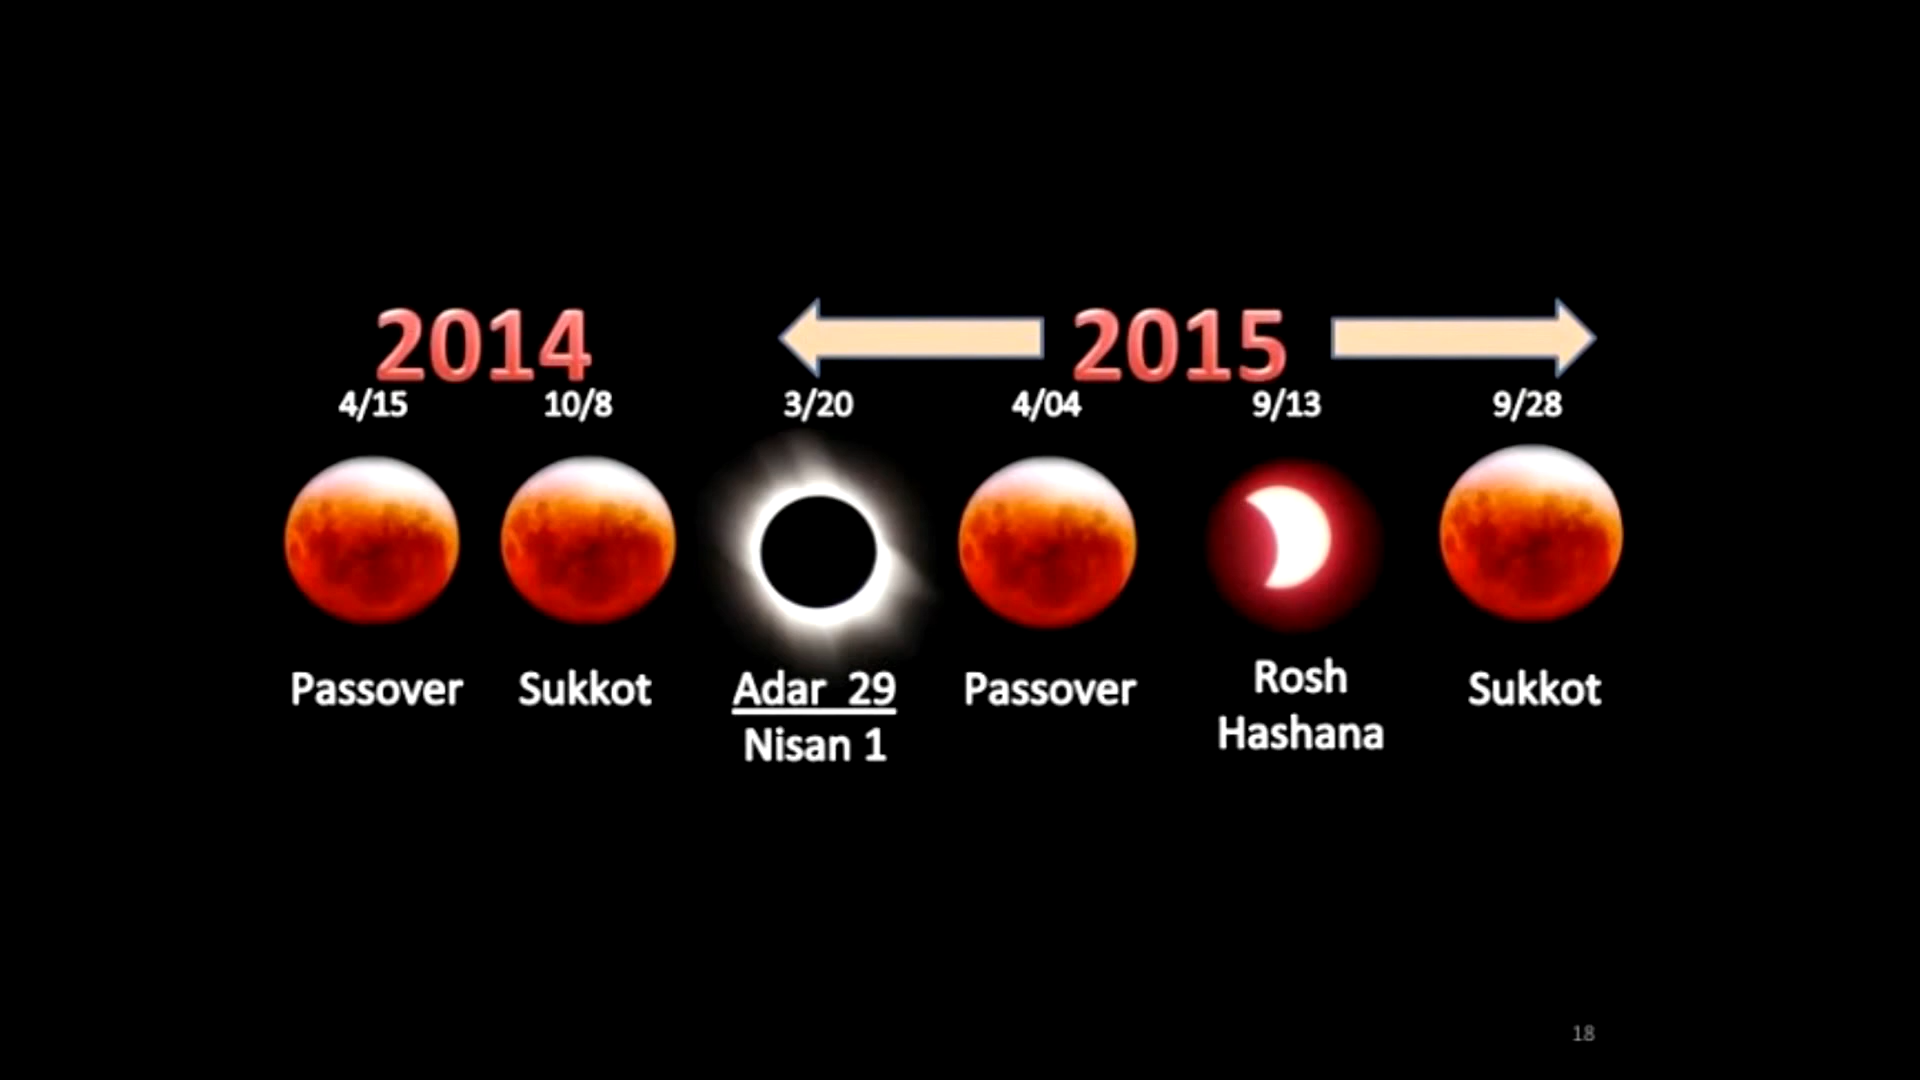 2014 2015
4/15 10/8 3/20 4/04 9/13 9/28
Passover Sukkot Adar 29 Passover Rosh Sukkot
Nisan 1 Hashana
18